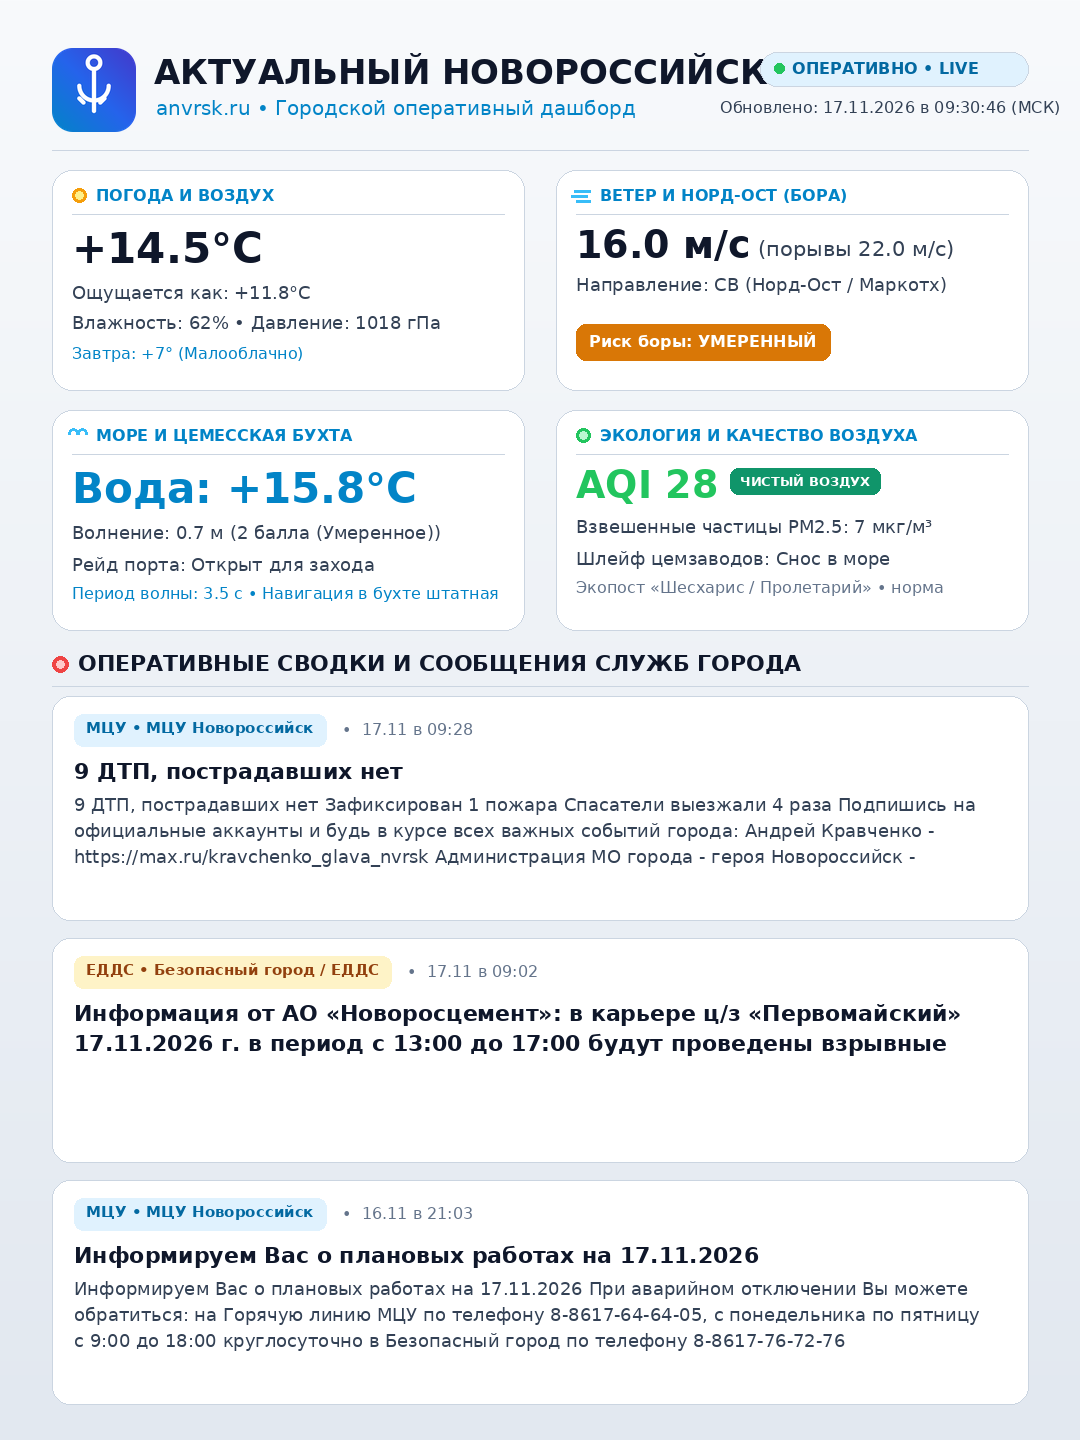 АКТУАЛЬНЫЙ НОВОРОССИЙСК
ОПЕРАТИВНО • LIVE
anvrsk.ru • Городской оперативный дашборд
Обновлено: 17.11.2026 в 09:30:46 (МСК)
ПОГОДА И ВОЗДУХ
+14.5°C
Ощущается как: +11.8°C
Влажность: 62% • Давление: 1018 гПа
Завтра: +7° (Малооблачно)
ВЕТЕР И НОРД-ОСТ (БОРА)
16.0 м/с (порывы 22.0 м/с)
Направление: СВ (Норд-Ост / Маркотх)
Риск боры: УМЕРЕННЫЙ
МОРЕ И ЦЕМЕССКАЯ БУХТА
Вода: +15.8°C
Волнение: 0.7 м (2 балла (Умеренное))
Рейд порта: Открыт для захода
Период волны: 3.5 с • Навигация в бухте штатная
ЭКОЛОГИЯ И КАЧЕСТВО ВОЗДУХА
AQI 28 ЧИСТЫЙ ВОЗДУХ
Взвешенные частицы PM2.5: 7 мкг/м³
Шлейф цемзаводов: Снос в море
Экопост «Шесхарис / Пролетарий» • норма
ОПЕРАТИВНЫЕ СВОДКИ И СООБЩЕНИЯ СЛУЖБ ГОРОДА
МЦУ • МЦУ Новороссийск • 17.11 в 09:28
9 ДТП, пострадавших нет
9 ДТП, пострадавших нет Зафиксирован 1 пожара Спасатели выезжали 4 раза Подпишись на
официальные аккаунты и будь в курсе всех важных событий города: Андрей Кравченко -
https://max.ru/kravchenko_glava_nvrsk Администрация МО города - героя Новороссийск -
ЕДДС • Безопасный город / ЕДДС • 17.11 в 09:02
Информация от АО «Новоросцемент»: в карьере ц/з «Первомайский»
17.11.2026 г. в период с 13:00 до 17:00 будут проведены взрывные
МЦУ • МЦУ Новороссийск • 16.11 в 21:03
Информируем Вас о плановых работах на 17.11.2026
Информируем Вас о плановых работах на 17.11.2026 При аварийном отключении Вы можете
обратиться: на Горячую линию МЦУ по телефону 8-8617-64-64-05, с понедельника по пятницу
с 9:00 до 18:00 круглосуточно в Безопасный город по телефону 8-8617-76-72-76